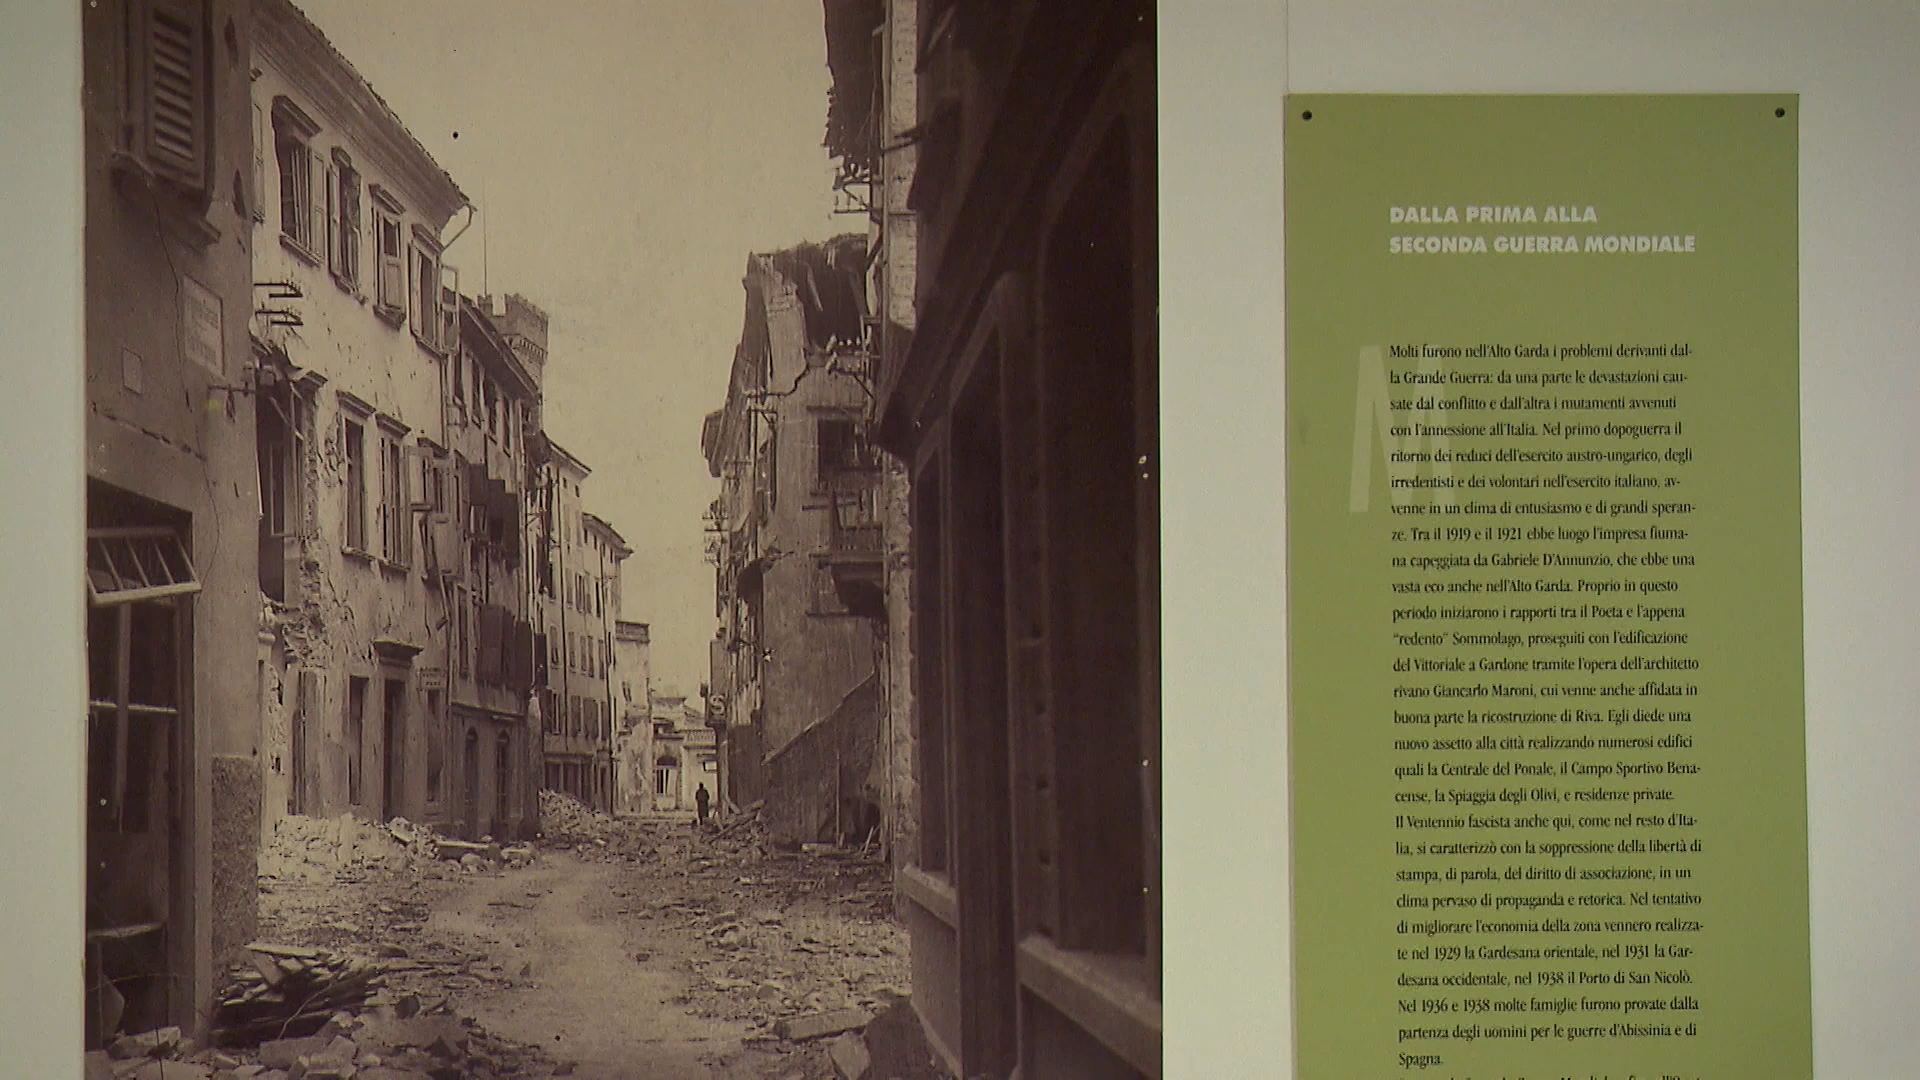 DALLA PRIMA ALLA
SECONDA GUERRA MONDIALE
Molti furono nell'Alto Garda i problemi derivanti dal-
la Grande Guerra: da una parte le devastazioni cau-
sate dal conflitto e dall'altra i mutamenti avvenuti
con l'annessione all'Italia. Nel primo dopoguerra il
ritorno dei reduci dell'esercito austro-ungarico, degli
irredentisti e dei volontari nell'esercito italiano, av-
venne in un clima di entusiasmo e di grandi speran-
ze. Tra il 1919 e il 1921 ebbe luogo l'impresa fiuma-
na capeggiata da Gabriele D'Annunzio, che ebbe una
vasta eco anche nell'Alto Garda. Proprio in questo
periodo iniziarono i rapporti tra il Poeta e l'appena
“redento” Sommolago, proseguiti con l'edificazione
del Vittoriale a Gardone tramite l'opera dell'architetto
rivano Giancarlo Maroni, cui venne anche affidata in
buona parte la ricostruzione di Riva. Egli diede una
nuovo assetto alla città realizzando numerosi edifici
quali la Centrale del Ponale, il Campo Sportivo Bena-
cense, la Spiaggia degli Olivi, e residenze private.
Il Ventennio fascista anche qui, come nel resto d'Ita-
lia, si caratterizzò con la soppressione della libertà di
stampa, di parola, del diritto di associazione, in un
clima pervaso di propaganda e retorica. Nel tentativo
di migliorare l'economia della zona vennero realizza-
te nel 1929 la Gardesana orientale, nel 1931 la Gar-
desana occidentale, nel 1938 il Porto di San Nicolò.
Nel 1936 e 1938 molte famiglie furono provate dalla
partenza degli uomini per le guerre d'Abissinia e di
Spagna.